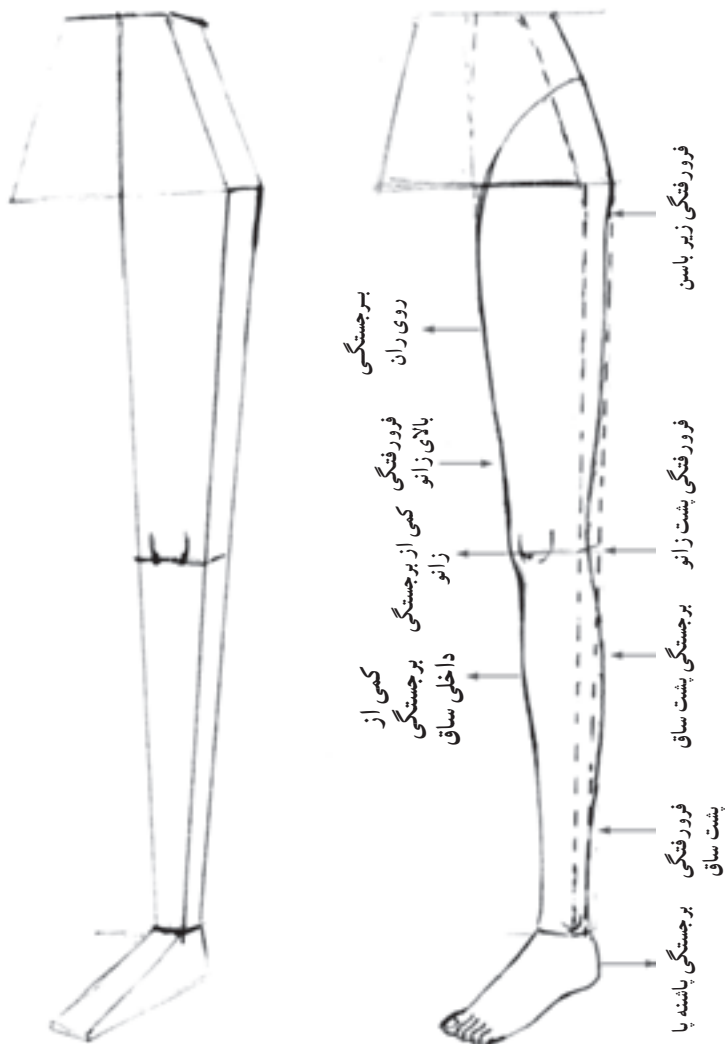 برجستگی
روی ران
فرورفتگی
بالای زانو
کمی از برجستگی
زانو
کمی از
برجستگی
داخلی ساق
فرورفتگی زیر باسن
فرورفتگی پشت زانو
برجستگی پشت ساق
فرورفتگی
پشت ساق
برجستگی پاشنه پا